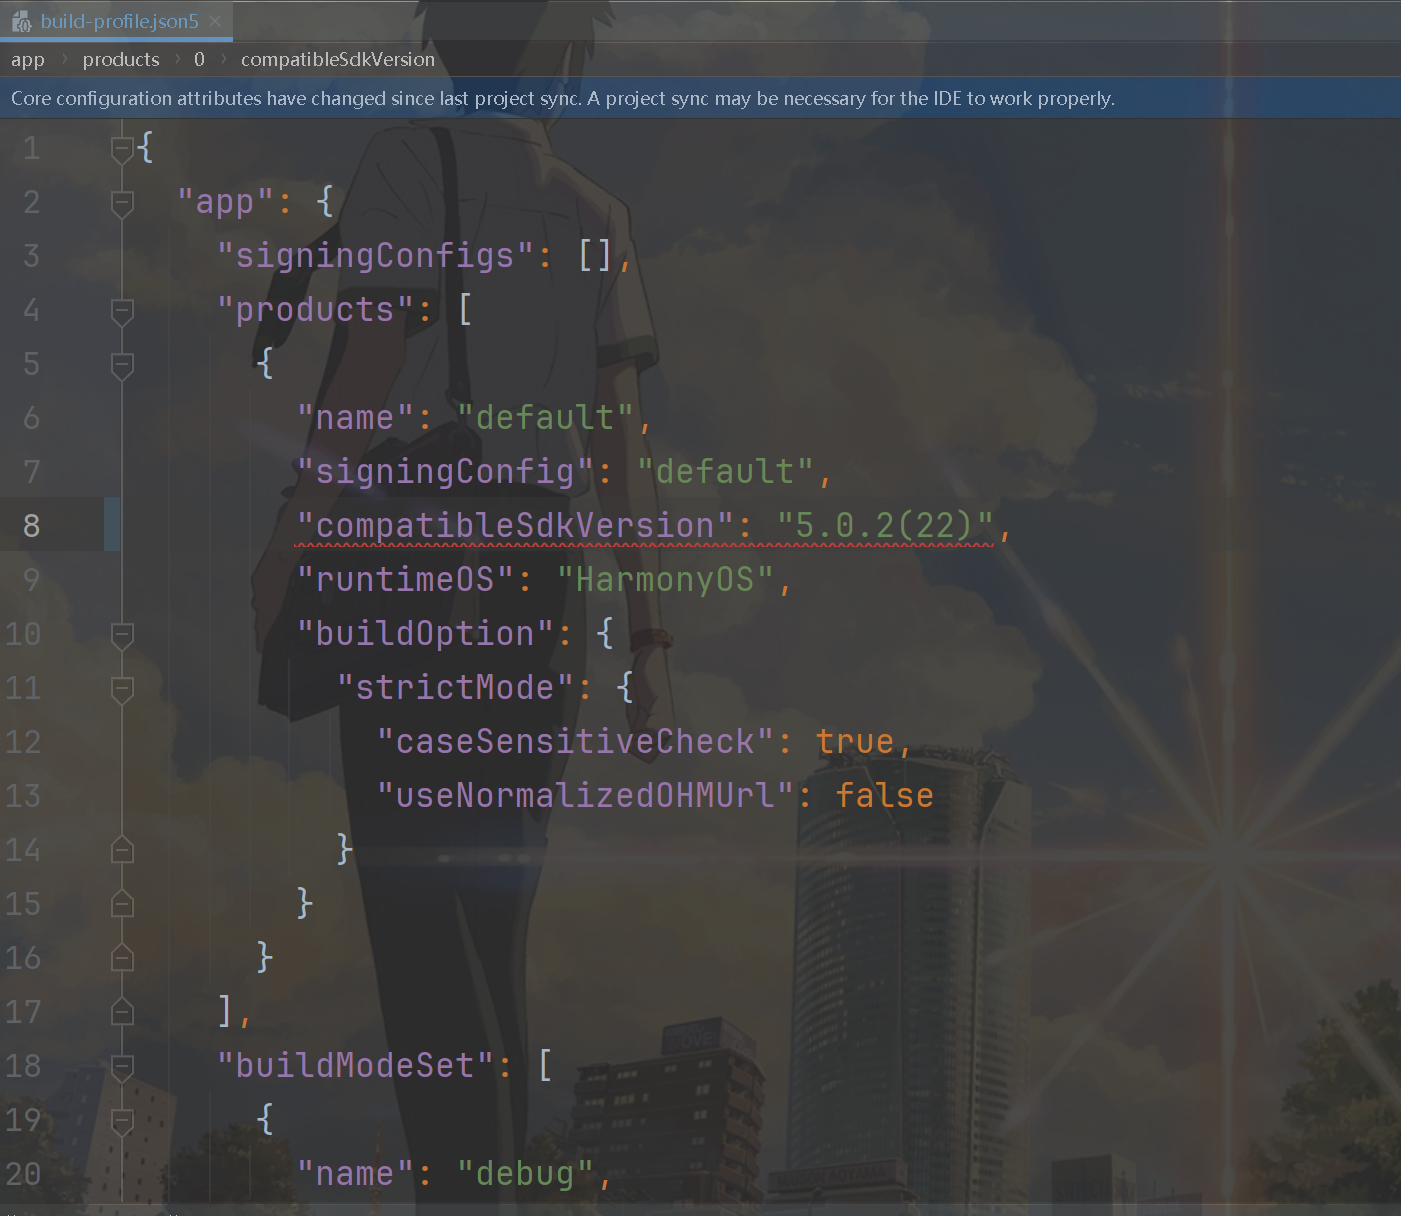 build-profile.json5
app products 0 compatibleSdkVersion
Core configuration attributes have changed since last project sync. A project sync may be necessary for the IDE to work properly.
1 {
2 "app": {
3 "signingConfigs": [],
4 "products": [
5 {
6 "name": "default",
7 "signingConfig": "default",
8 "compatibleSdkVersion": "5.0.2(22)",
9 "runtimeOS": "HarmonyOS",
10 "buildOption": {
11 "strictMode": {
12 "caseSensitiveCheck": true,
13 "useNormalizedOHMUrl": false
14 }
15 }
16 }
17 ],
18 "buildModeSet": [
19 {
20 "name": "debug",
MOVE